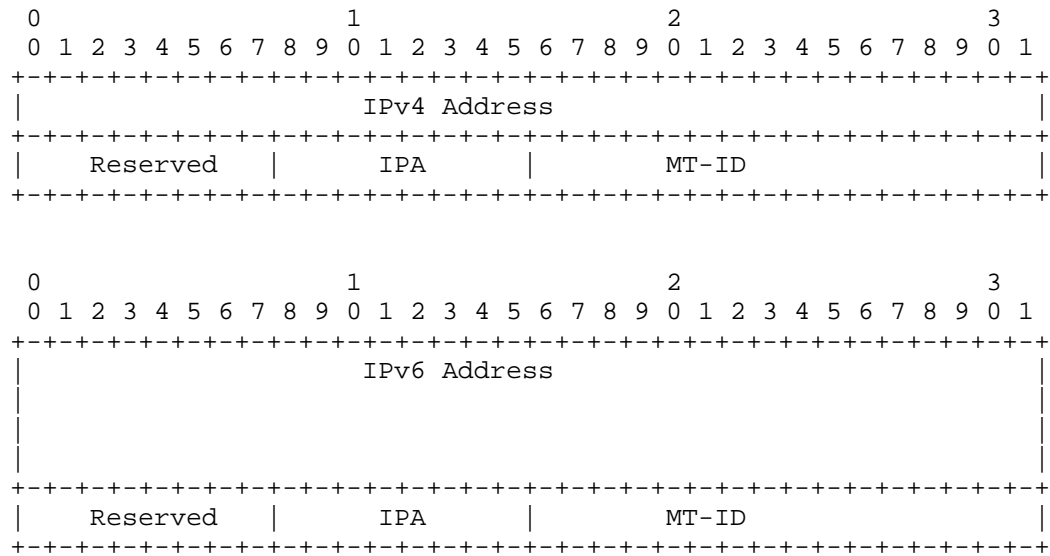 0                   1                   2                   3
 0 1 2 3 4 5 6 7 8 9 0 1 2 3 4 5 6 7 8 9 0 1 2 3 4 5 6 7 8 9 0 1
+-+-+-+-+-+-+-+-+-+-+-+-+-+-+-+-+-+-+-+-+-+-+-+-+-+-+-+-+-+-+-+-+
|                     IPv4 Address                              |
+-+-+-+-+-+-+-+-+-+-+-+-+-+-+-+-+-+-+-+-+-+-+-+-+-+-+-+-+-+-+-+-+
|    Reserved   |      IPA      |        MT-ID                  |
+-+-+-+-+-+-+-+-+-+-+-+-+-+-+-+-+-+-+-+-+-+-+-+-+-+-+-+-+-+-+-+-+

 0                   1                   2                   3
 0 1 2 3 4 5 6 7 8 9 0 1 2 3 4 5 6 7 8 9 0 1 2 3 4 5 6 7 8 9 0 1
+-+-+-+-+-+-+-+-+-+-+-+-+-+-+-+-+-+-+-+-+-+-+-+-+-+-+-+-+-+-+-+-+
|                     IPv6 Address                              |
|                                                               |
|                                                               |
|                                                               |
+-+-+-+-+-+-+-+-+-+-+-+-+-+-+-+-+-+-+-+-+-+-+-+-+-+-+-+-+-+-+-+-+
|    Reserved   |      IPA      |        MT-ID                  |
+-+-+-+-+-+-+-+-+-+-+-+-+-+-+-+-+-+-+-+-+-+-+-+-+-+-+-+-+-+-+-+-+